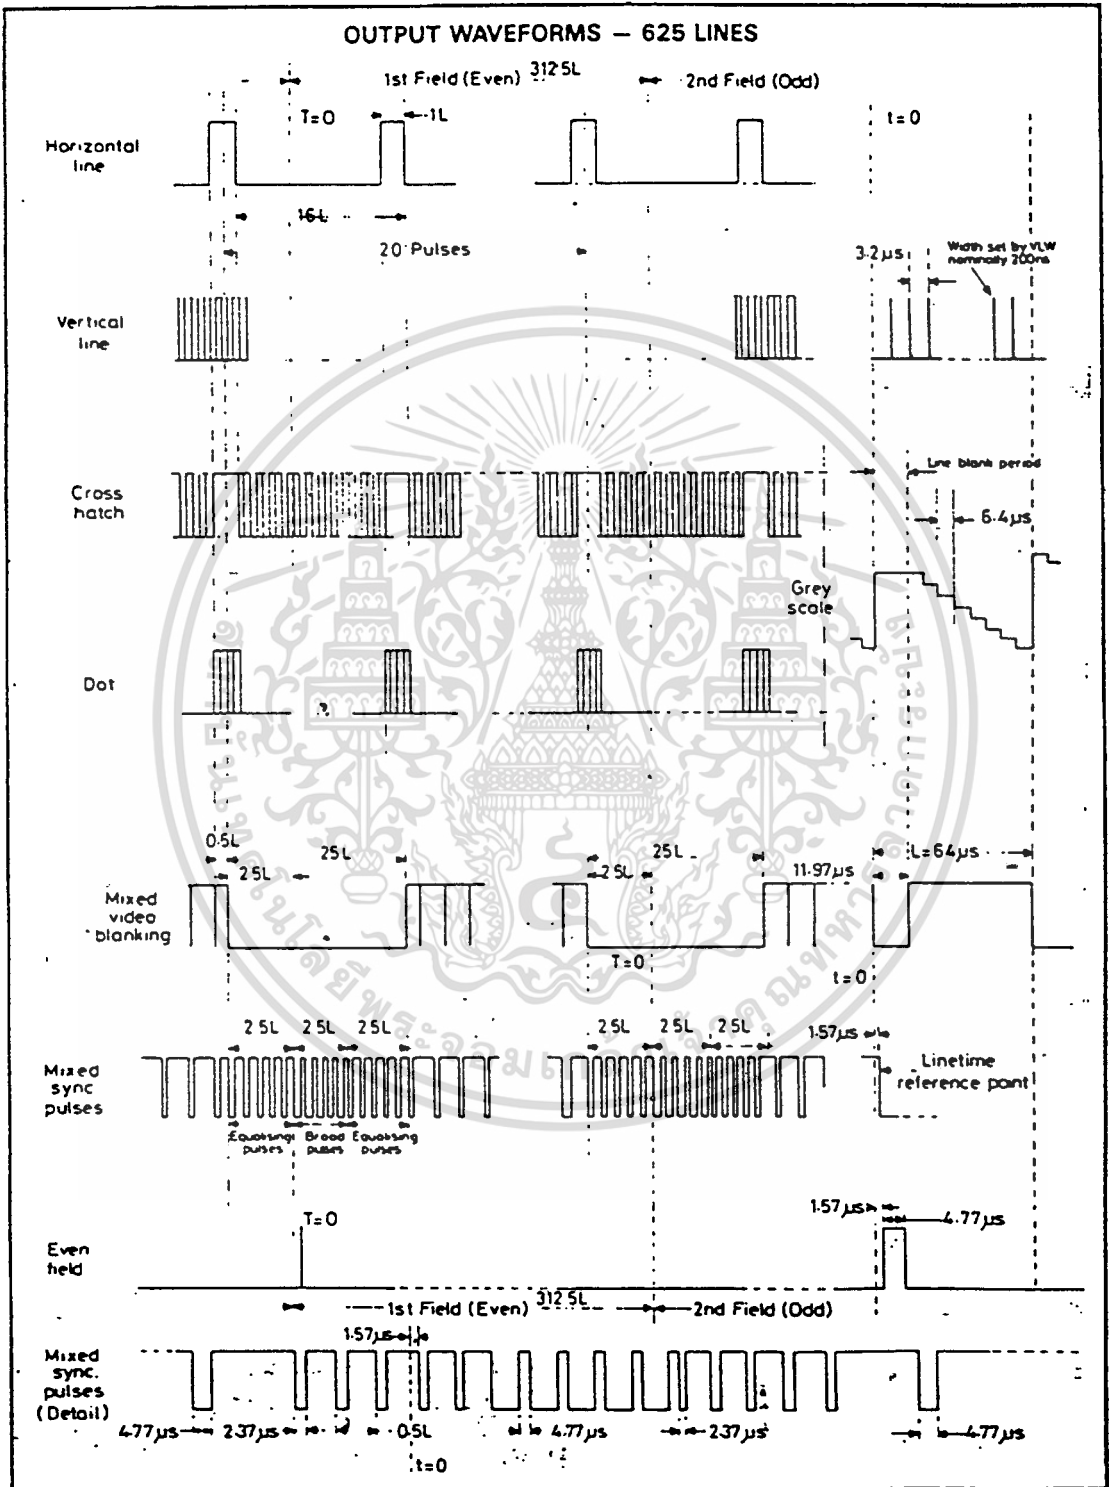 OUTPUT WAVEFORMS – 625 LINES
1st Field (Even) 312·5L 2nd Field (Odd)
Horizontal line
T=0
1L
t=0
16L
20 Pulses
Vertical line
3.2µs
Width set by VLW nominally 200ns
Cross hatch
Line blank period
6.4µs
Grey scale
Dot
?
0.5L
2·5L
25L
25L
2·5L
11.97µs
L=64µs
Mixed video blanking
T=0
t=0
2·5L 2·5L 2·5L
2·5L 2·5L 2·5L
1·57µs
Mixed sync pulses
Linetime reference point
Equalising pulses
Broad pulses
Equalising pulses
T=0
1·57µs
4.77µs
Even field
1st Field (Even) 312·5L 2nd Field (Odd)
1·57µs
Mixed sync. pulses (Detail)
4·77µs
2·37µs
0.5L
4.77µs
2·37µs
4·77µs
t=0